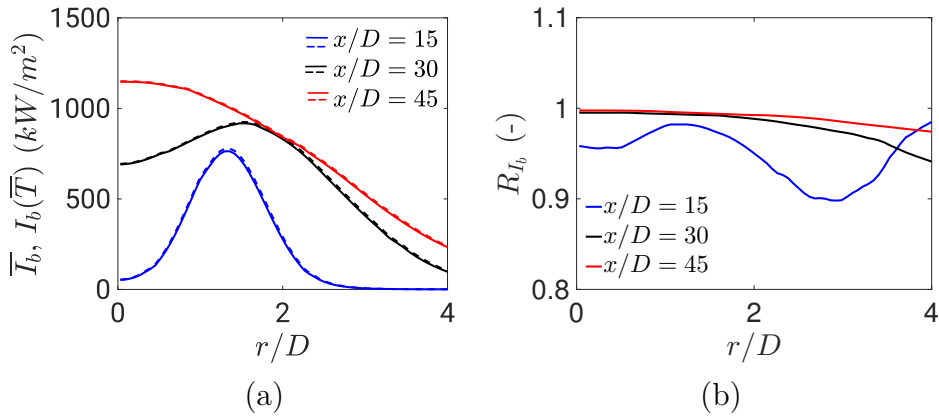 1500
1000
500
0
0 2 4
r/D
$\overline{I_b}$, $I_b(\overline{T})$ $(kW/m^2)$
x/D = 15
x/D = 30
x/D = 45
(a)
1.1
1
0.9
0.8
0 2 4
r/D
$R_{I_b}$ (-)
x/D = 15
x/D = 30
x/D = 45
(b)